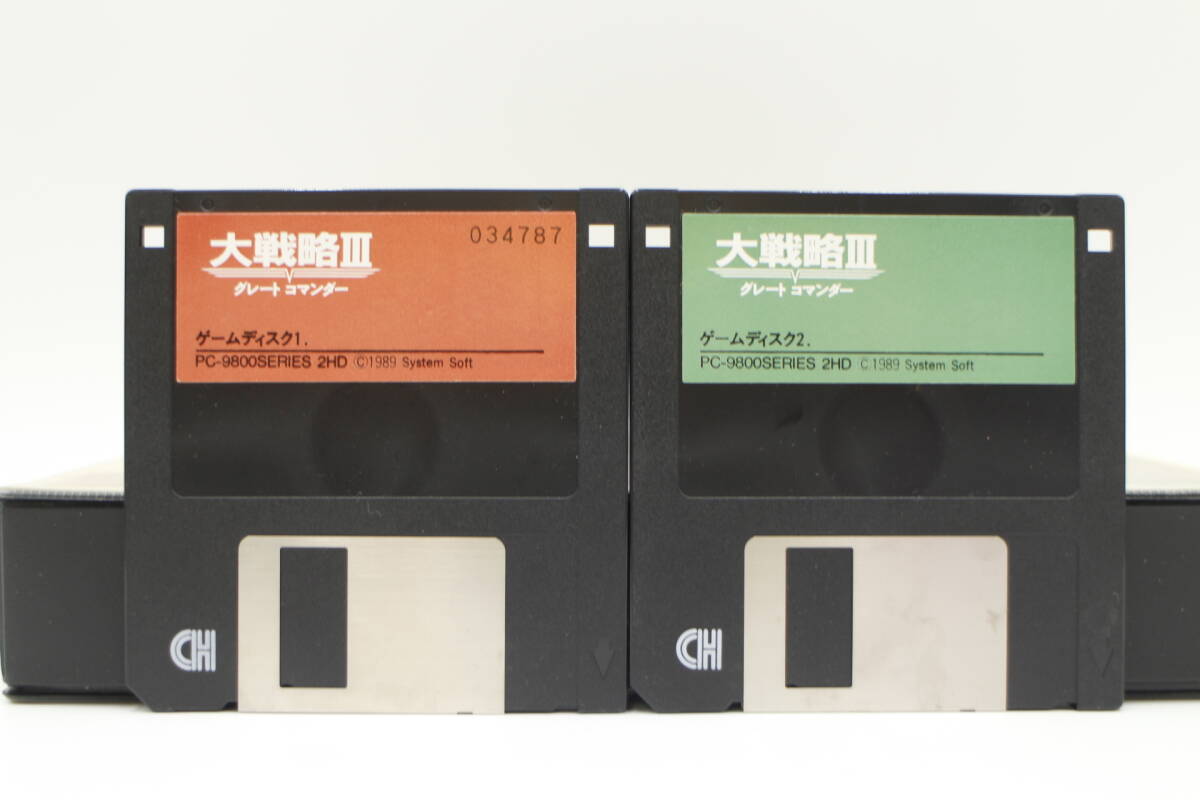 大戦略III
034787
グレート コマンダー
ゲームディスク1.
PC-9800SERIES 2HD ©1989 System Soft
大戦略III
グレート コマンダー
ゲームディスク2.
PC-9800SERIES 2HD ©1989 System Soft